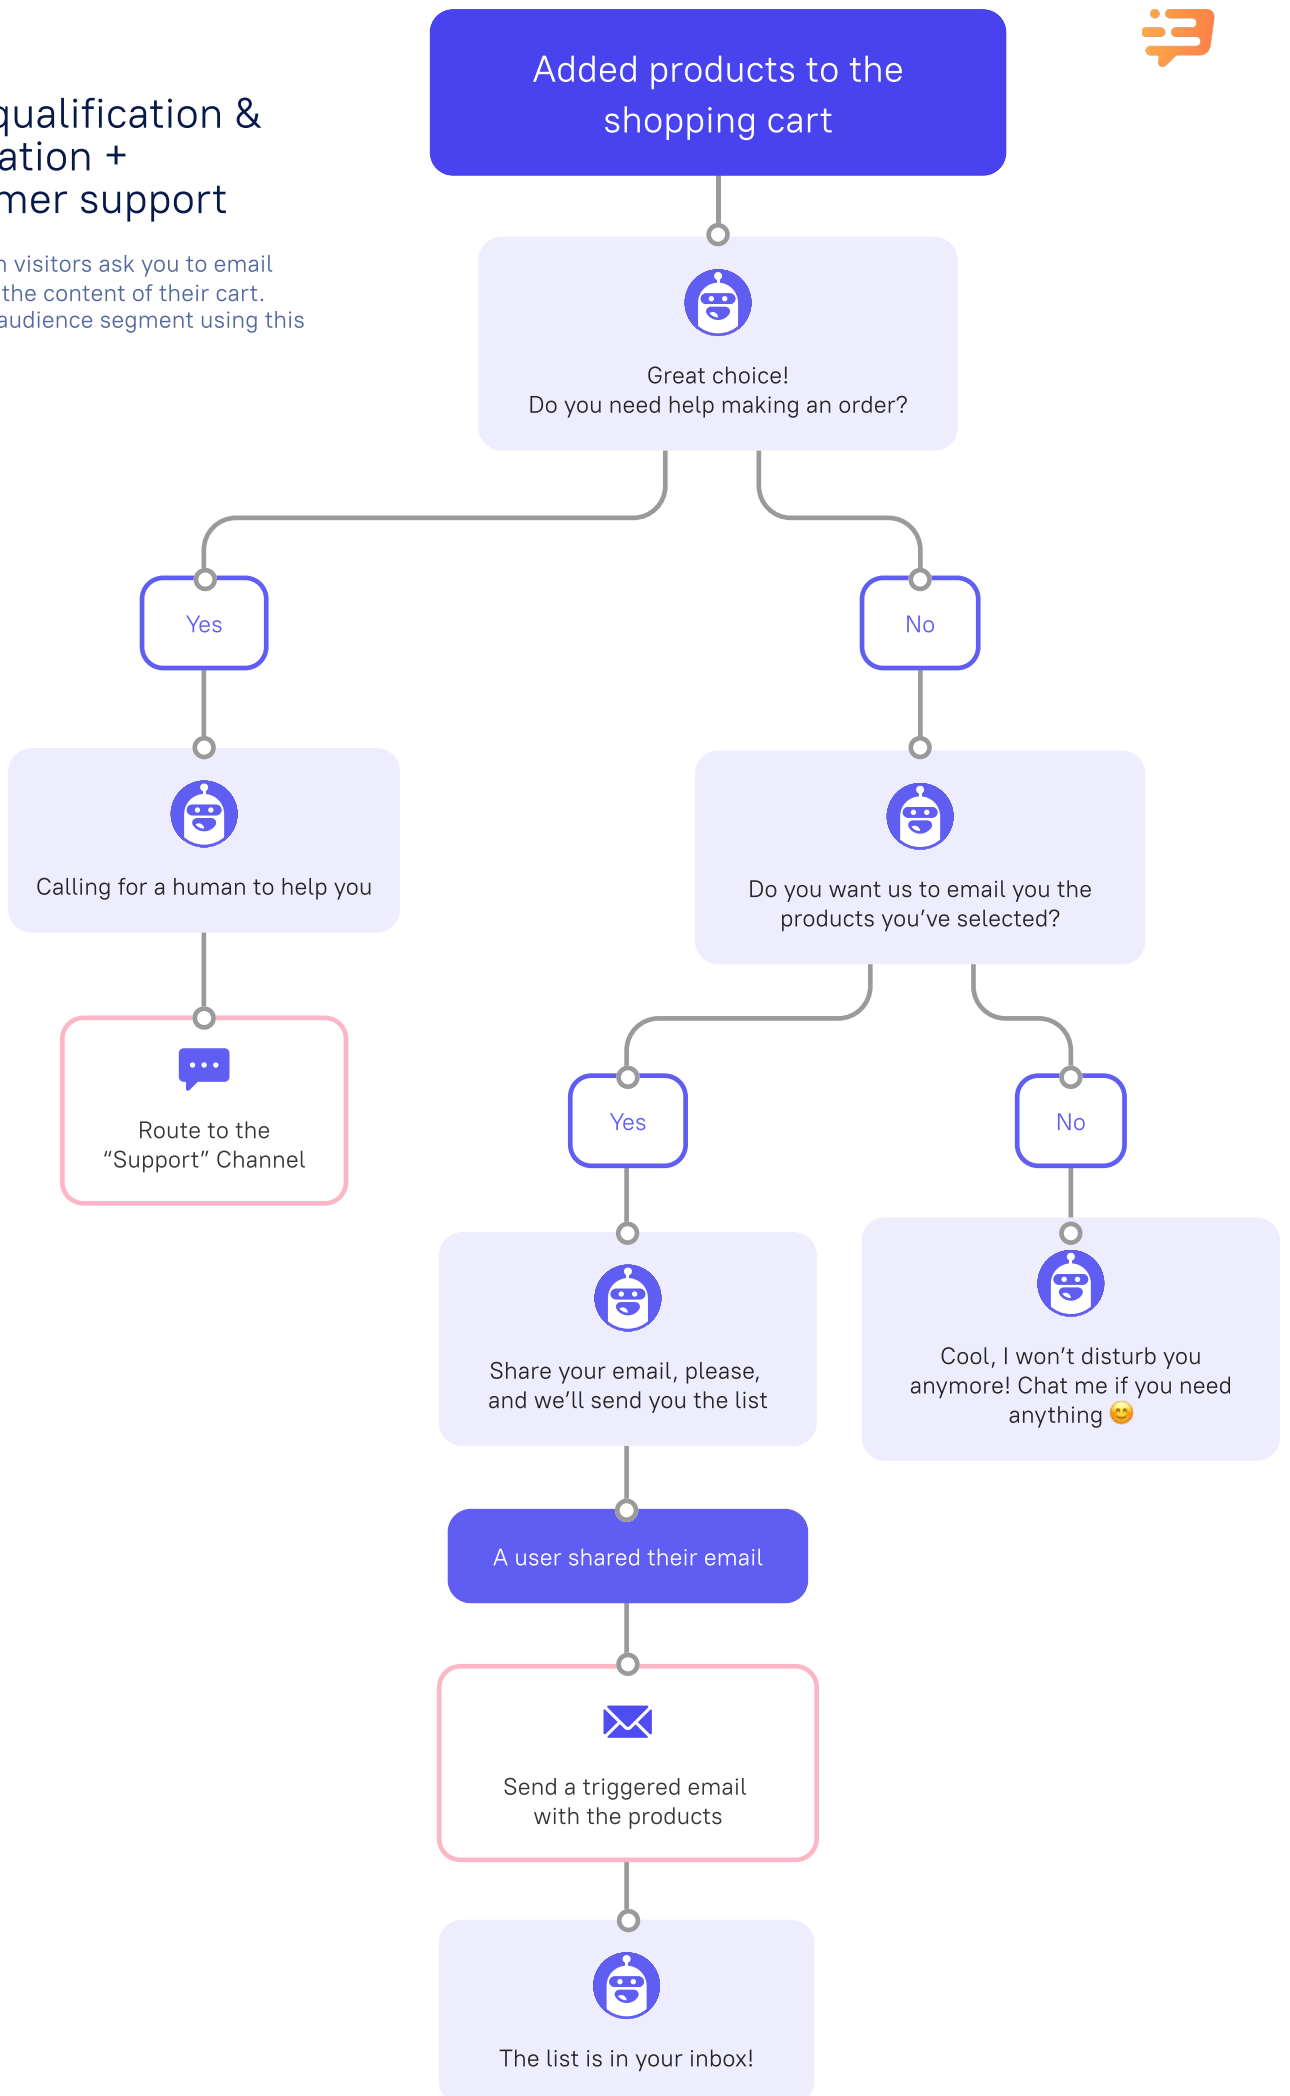 Added products to the
shopping cart
qualification &
ation +
mer support
n visitors ask you to email
the content of their cart.
audience segment using this
Great choice!
Do you need help making an order?
Yes
No
Calling for a human to help you
Do you want us to email you the
products you’ve selected?
Route to the
“Support” Channel
Yes
No
Share your email, please,
and we’ll send you the list
Cool, I won’t disturb you
anymore! Chat me if you need
anything 😊
A user shared their email
Send a triggered email
with the products
The list is in your inbox!